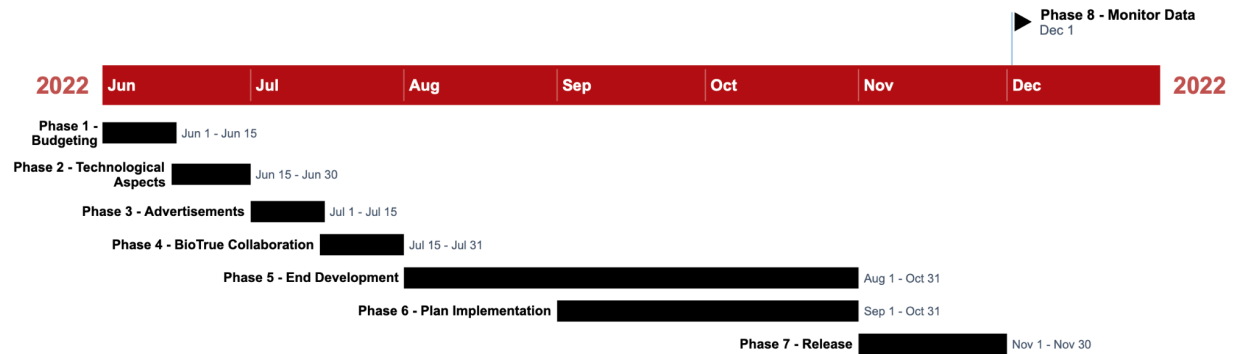 Phase 8 - Monitor Data
Dec 1
2022 Jun Jul Aug Sep Oct Nov Dec 2022
Phase 1 -
Budgeting
Jun 1 - Jun 15
Phase 2 - Technological
Aspects
Jun 15 - Jun 30
Phase 3 - Advertisements Jul 1 - Jul 15
Phase 4 - BioTrue Collaboration Jul 15 - Jul 31
Phase 5 - End Development Aug 1 - Oct 31
Phase 6 - Plan Implementation Sep 1 - Oct 31
Phase 7 - Release Nov 1 - Nov 30